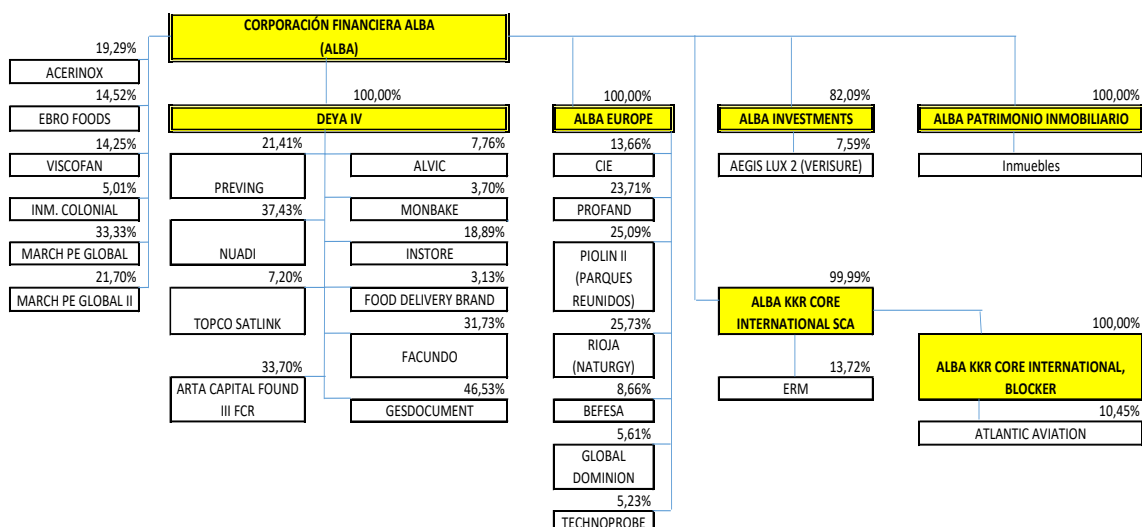 CORPORACIÓN FINANCIERA ALBA
(ALBA)
19,29%
ACERINOX
14,52%
EBRO FOODS
14,25%
VISCOFAN
5,01%
INM. COLONIAL
33,33%
MARCH PE GLOBAL
21,70%
MARCH PE GLOBAL II
100,00%
DEYA IV
21,41%
PREVING
37,43%
NUADI
7,20%
TOPCO SATLINK
33,70%
ARTA CAPITAL FOUND
III FCR
7,76%
ALVIC
3,70%
MONBAKE
18,89%
INSTORE
3,13%
FOOD DELIVERY BRAND
31,73%
FACUNDO
46,53%
GESDOCUMENT
100,00%
ALBA EUROPE
13,66%
CIE
23,71%
PROFAND
25,09%
PIOLIN II
(PARQUES
REUNIDOS)
25,73%
RIOJA
(NATURGY)
8,66%
BEFESA
5,61%
GLOBAL
DOMINION
5,23%
TECHNOPROBE
82,09%
ALBA INVESTMENTS
7,59%
AEGIS LUX 2 (VERISURE)
99,99%
ALBA KKR CORE
INTERNATIONAL SCA
13,72%
ERM
100,00%
ALBA PATRIMONIO INMOBILIARIO
Inmuebles
100,00%
ALBA KKR CORE INTERNATIONAL,
BLOCKER
10,45%
ATLANTIC AVIATION